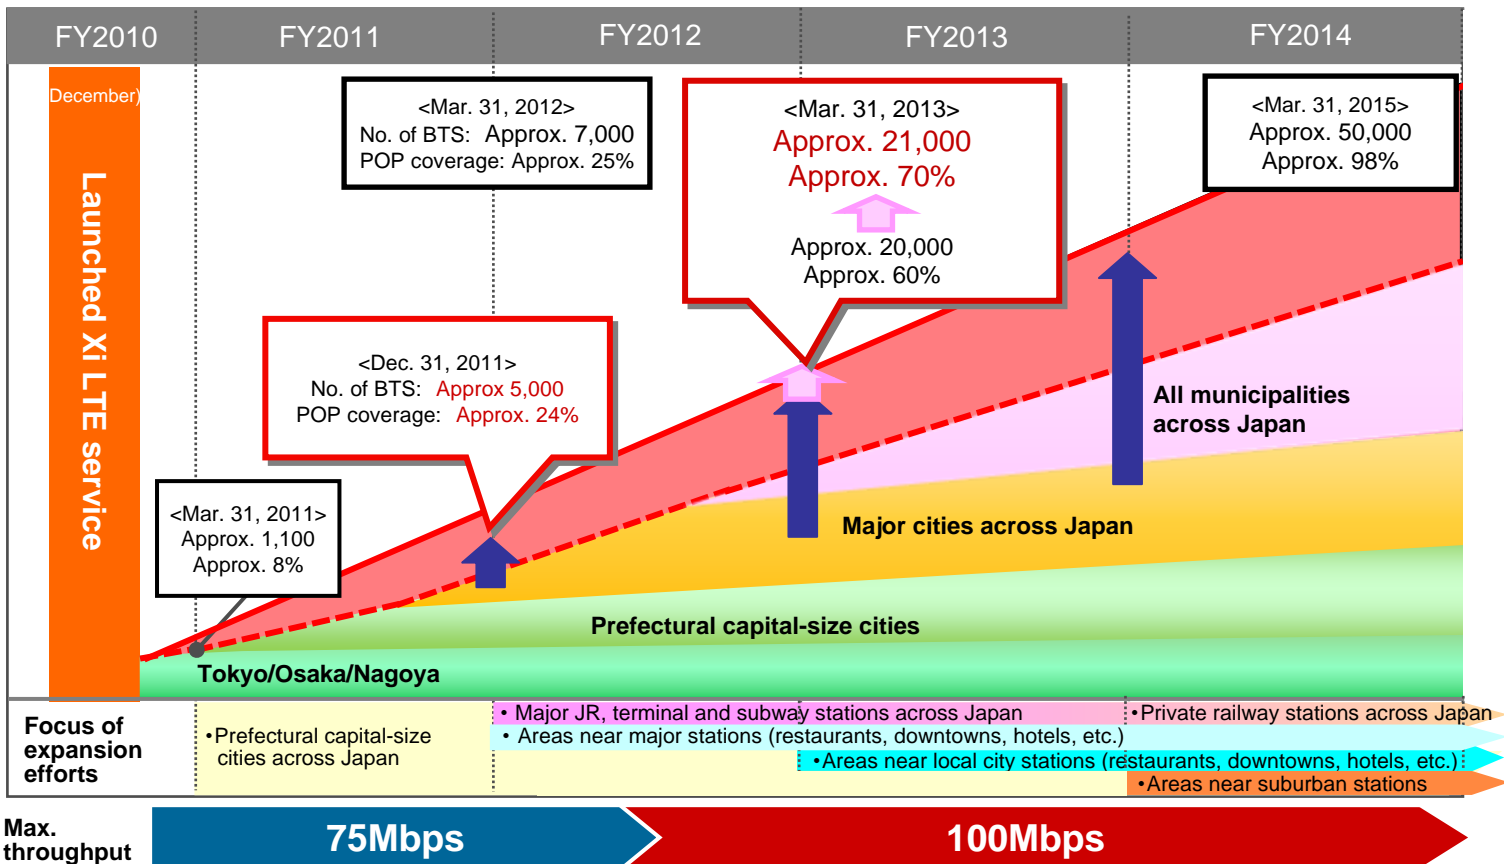 FY2010
FY2011
FY2012
FY2013
FY2014
December)
Launched Xi LTE service
<Mar. 31, 2012>
No. of BTS: Approx. 7,000
POP coverage: Approx. 25%
<Mar. 31, 2013>
Approx. 21,000
Approx. 70%
Approx. 20,000
Approx. 60%
<Mar. 31, 2015>
Approx. 50,000
Approx. 98%
<Dec. 31, 2011>
No. of BTS: Approx 5,000
POP coverage: Approx. 24%
<Mar. 31, 2011>
Approx. 1,100
Approx. 8%
All municipalities
across Japan
Major cities across Japan
Prefectural capital-size cities
Tokyo/Osaka/Nagoya
Focus of
expansion
efforts
•Prefectural capital-size
cities across Japan
• Major JR, terminal and subway stations across Japan
•Private railway stations across Japan
• Areas near major stations (restaurants, downtowns, hotels, etc.)
•Areas near local city stations (restaurants, downtowns, hotels, etc.)
•Areas near suburban stations
Max.
throughput
75Mbps
100Mbps